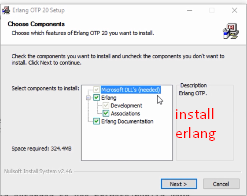 Erlang OTP 20 Setup
Choose Components
Choose which features of Erlang OTP 20 you want to install.
Check the components you want to install and uncheck the components you don't want to
install. Click Next to continue.
Select components to install:
Microsoft DLL's (needed)
Erlang
Development
Associations
Erlang Documentation
Description
Erlang OTP.
install
erlang
Space required: 324.4MB
Nullsoft Install System v2.46
Next >
Cancel